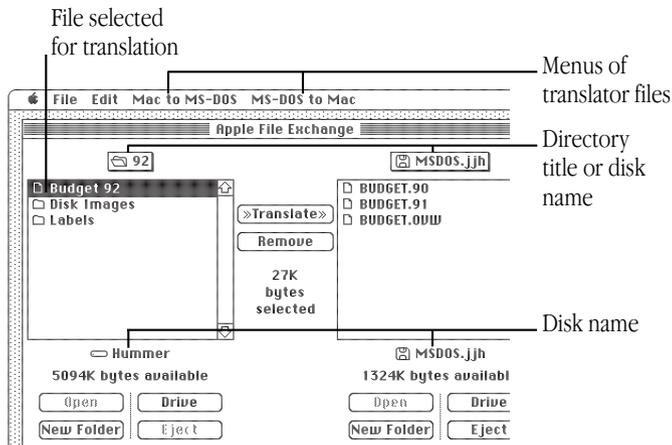 File selected
for translation
Menus of
translator files
File Edit Mac to MS-DOS MS-DOS to Mac
Apple File Exchange
Directory
title or disk
name
92
MSDOS.jjh
Budget 92
Disk Images
Labels
»Translate»
Remove
27K
bytes
selected
BUDGET.90
BUDGET.91
BUDGET.OVW
Disk name
Hummer
MSDOS.jjh
5094K bytes available
1324K bytes availabl
Open Drive
New Folder Eject
Open Drive
New Folder Eject